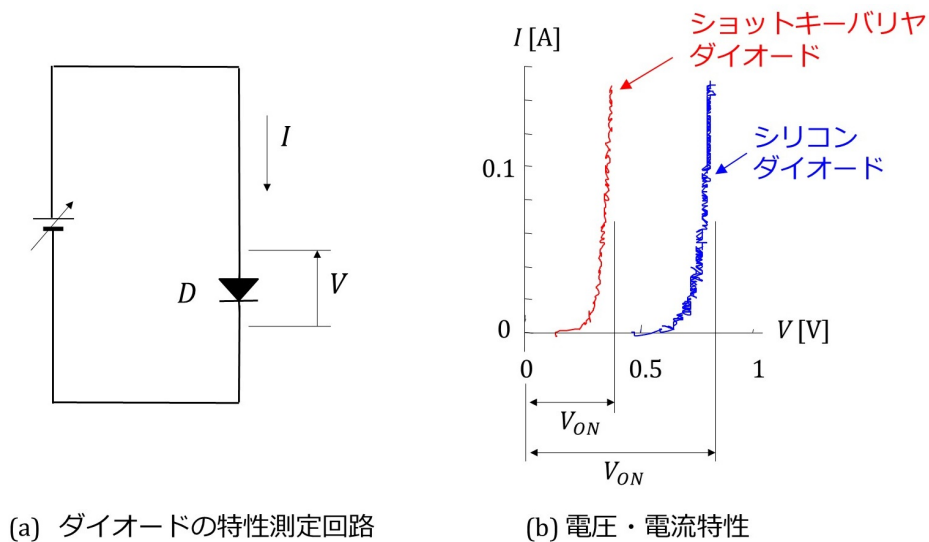 I
D
V
(a) ダイオードの特性測定回路
I [A]
ショットキーバリヤ
ダイオード
シリコン
ダイオード
0.1
0
V [V]
0
0.5
1
V_ON
V_ON
(b) 電圧・電流特性